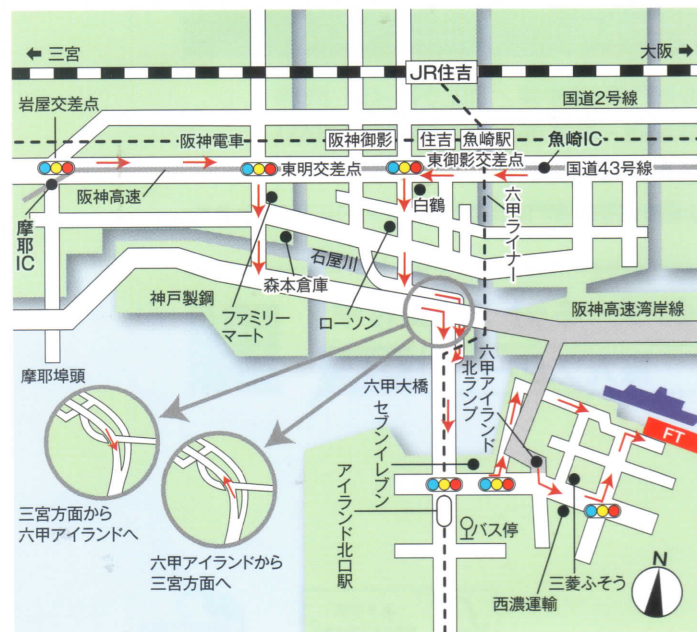 ← 三宮
大阪 →
JR住吉
国道2号線
岩屋交差点
阪神電車
阪神御影
住吉
魚崎駅
魚崎IC
東明交差点
東御影交差点
国道43号線
阪神高速
摩耶IC
白鶴
六甲ライナー
石屋川
森本倉庫
神戸製鋼
ファミリー
マート
ローソン
阪神高速湾岸線
摩耶埠頭
六甲大橋
六甲アイランド
北ランプ
FT
セブンイレブン
アイランド北口駅
バス停
三宮方面から
六甲アイランドへ
六甲アイランドから
三宮方面へ
三菱ふそう
西濃運輸
N